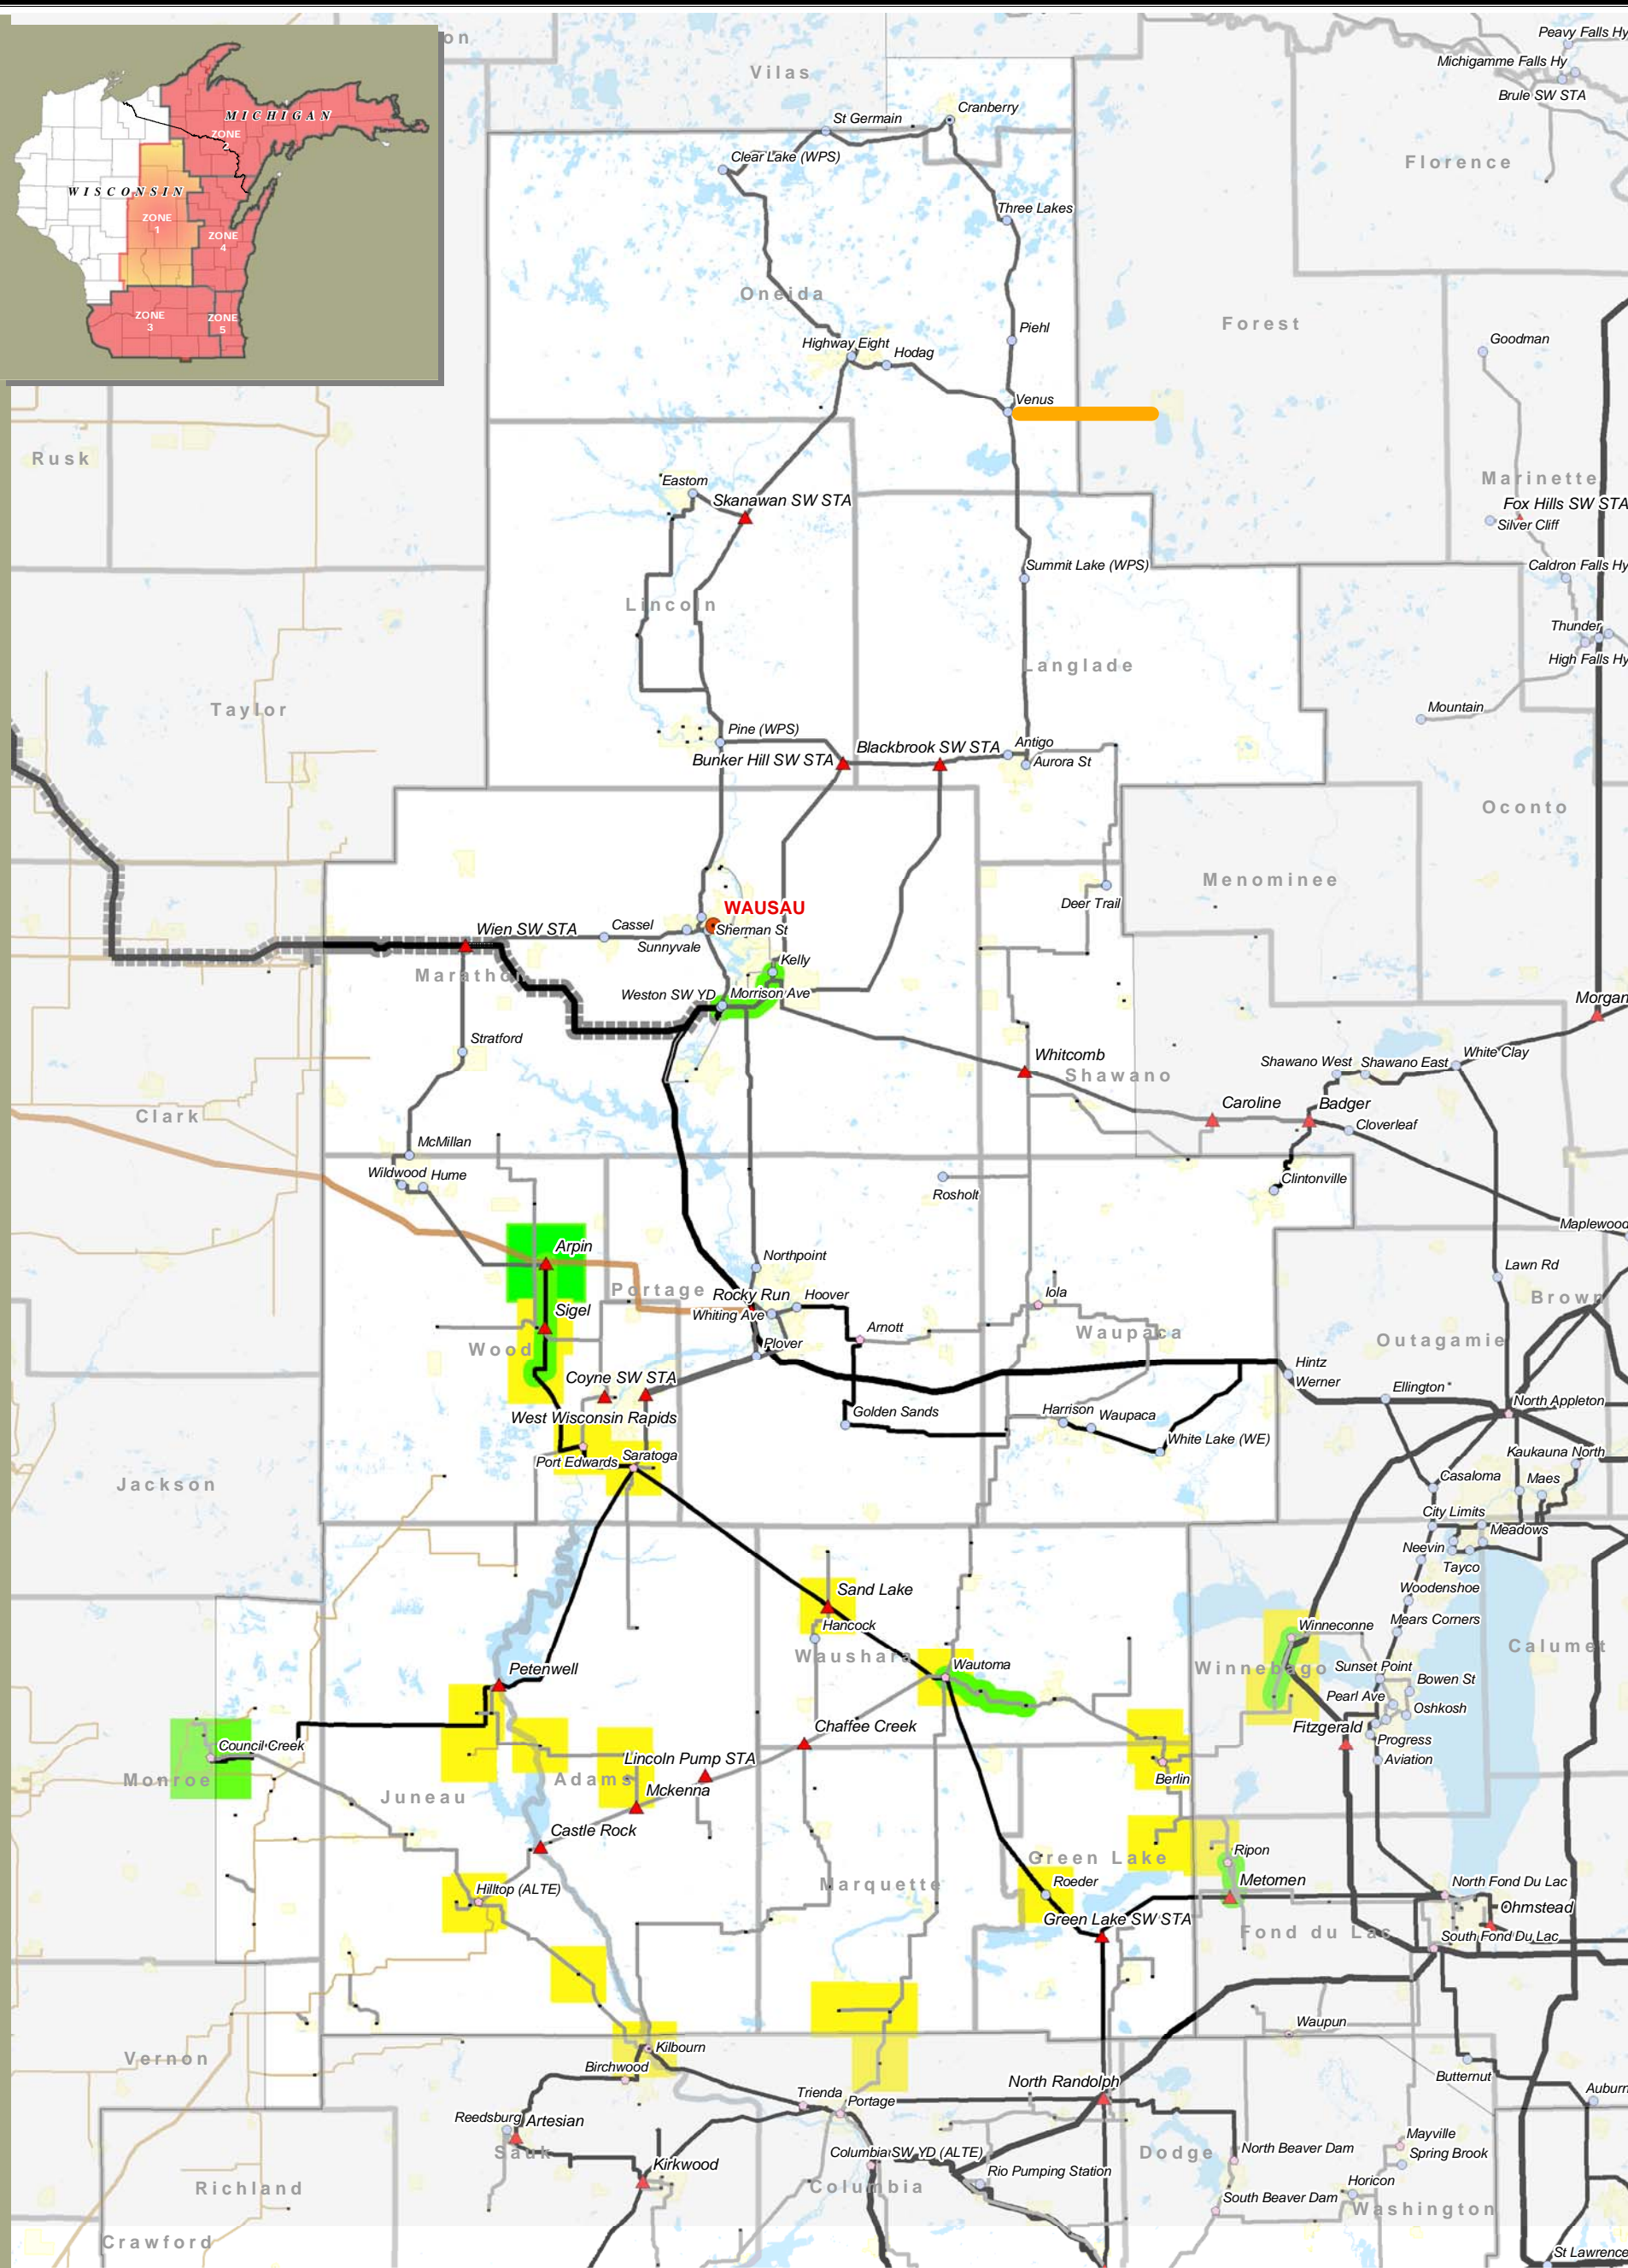 on
Vilas
Peavy Falls Hy
Michigamme Falls Hy
Brule SW STA
MICHIGAN
ZONE
2
WISCONSIN
ZONE
1
ZONE
4
ZONE
3
ZONE
5
Cranberry
St Germain
Clear Lake (WPS)
Florence
Three Lakes
Oneida
Piehl
Forest
Highway Eight
Hodag
Goodman
Venus
Rusk
Marinette
Eastom
Skanawan SW STA
Fox Hills SW STA
Silver Cliff
Summit Lake (WPS)
Caldron Falls Hy
Lincoln
Thunder
High Falls Hy
Langlade
Taylor
Mountain
Pine (WPS)
Bunker Hill SW STA
Blackbrook SW STA
Antigo
Aurora St
Oconto
Menominee
Deer Trail
WAUSAU
Wien SW STA
Cassel
Sherman St
Sunnyvale
Kelly
Marathon
Weston SW YD
Morrison Ave
Morgan
Stratford
Whitcomb
Shawano
Shawano West
Shawano East
White Clay
Clark
Caroline
Badger
Cloverleaf
McMillan
Wildwood
Hume
Rosholt
Clintonville
Maplewood
Arpin
Northpoint
Lawn Rd
Portage
Rocky Run
Hoover
Iola
Brown
Sigel
Whiting Ave
Arnott
Waupaca
Outagamie
Wood
Plover
Hintz
Werner
Coyne SW STA
Ellington
North Appleton
West Wisconsin Rapids
Golden Sands
Harrison
Waupaca
White Lake (WE)
Kaukauna North
Port Edwards
Saratoga
Casaloma
Maes
Jackson
City Limits
Meadows
Neevin
Tayco
Sand Lake
Woodenshoe
Hancock
Winneconne
Mears Corners
Waushara
Wautoma
Winnebago
Calumet
Petenwell
Sunset Point
Bowen St
Pearl Ave
Oshkosh
Chaffee Creek
Fitzgerald
Progress
Council Creek
Aviation
Monroe
Lincoln Pump STA
Adams
Mckenna
Berlin
Juneau
Castle Rock
Green Lake
Ripon
Hilltop (ALTE)
Marquette
Roeder
Metomen
North Fond Du Lac
Ohmstead
Green Lake SW STA
Fond du Lac
South Fond Du Lac
Waupun
Vernon
Kilbourn
Birchwood
North Randolph
Butternut
Trienda
Portage
Auburn
Reedsburg
Artesian
Sauk
Columbia SW YD (ALTE)
Dodge
North Beaver Dam
Mayville
Spring Brook
Kirkwood
Rio Pumping Station
Horicon
Richland
Columbia
South Beaver Dam
Washington
Crawford
St Lawrence